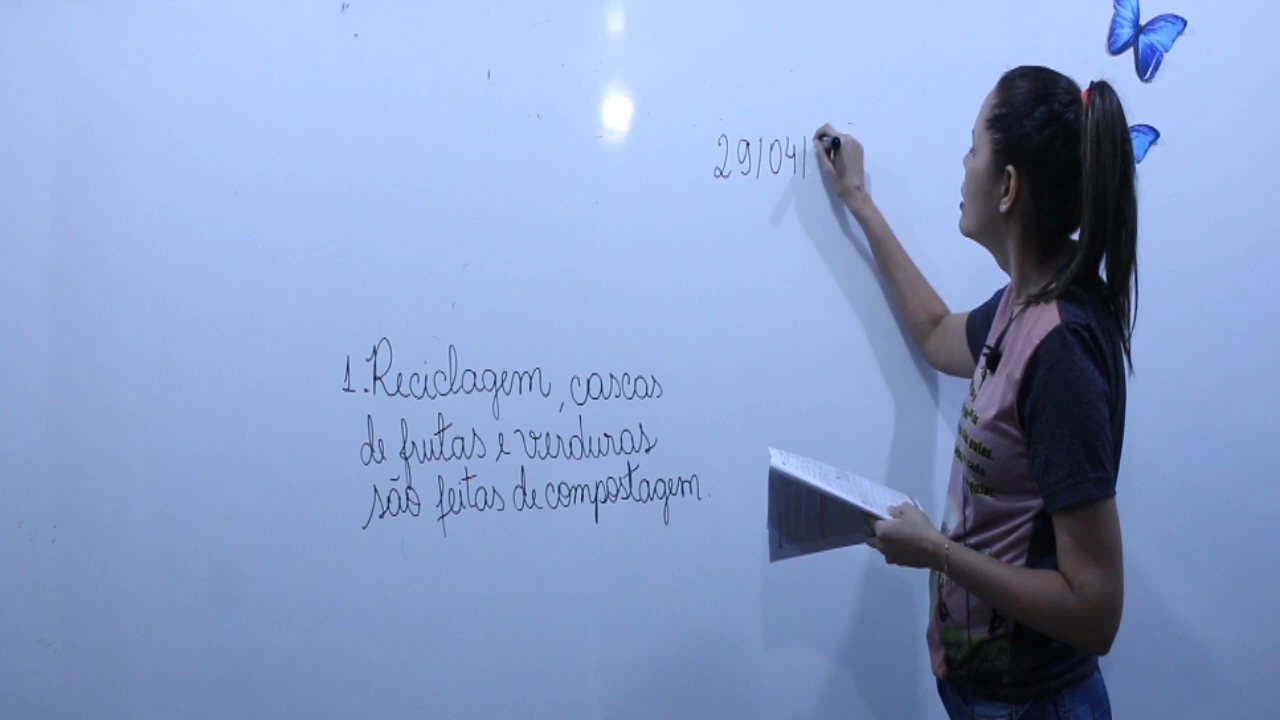 29/04/
1. Reciclagem, cascas
de frutas e verduras
são feitas de compostagem.